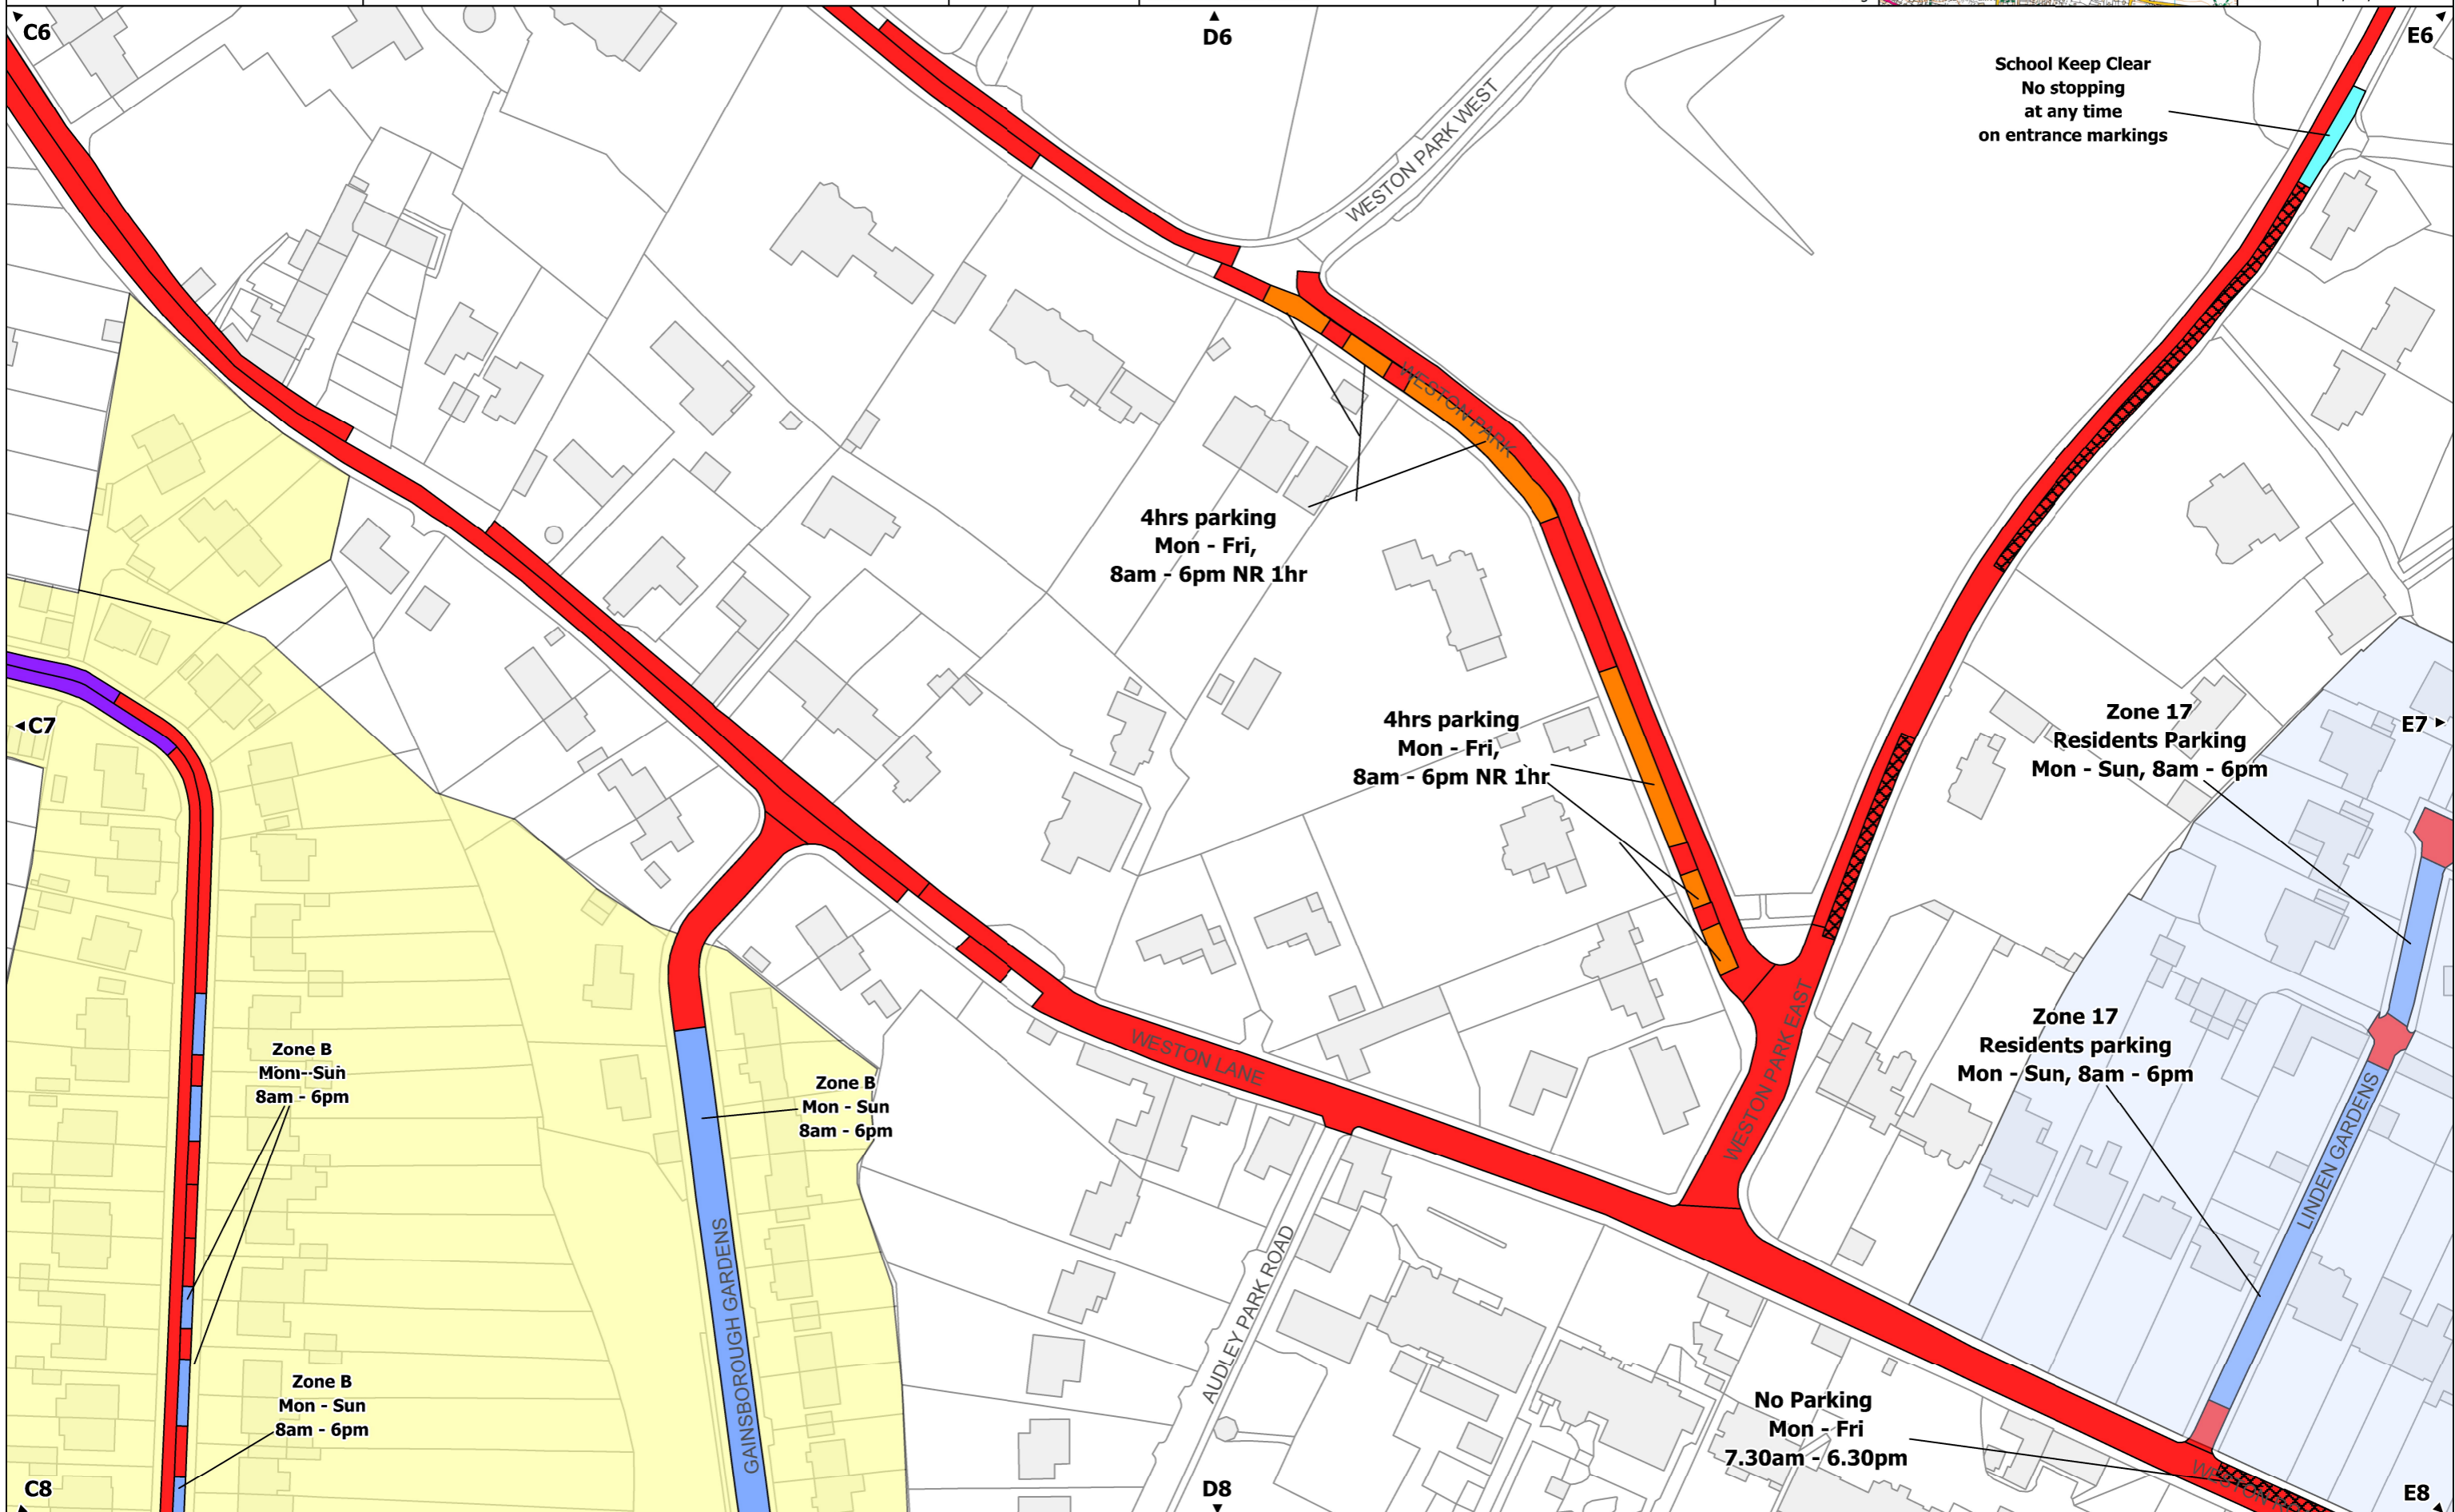 C6
D6
E6
School Keep Clear
No stopping
at any time
on entrance markings
WESTON PARK WEST
WESTON PARK
4hrs parking
Mon - Fri,
8am - 6pm NR 1hr
C7
E7
4hrs parking
Mon - Fri,
8am - 6pm NR 1hr
Zone 17
Residents Parking
Mon - Sun, 8am - 6pm
Zone 17
Residents parking
Mon - Sun, 8am - 6pm
WESTON PARK EAST
WESTON LANE
Zone B
Mon - Sun
8am - 6pm
Zone B
Mon - Sun
8am - 6pm
LINDEN GARDENS
GAINSBOROUGH GARDENS
AUDLEY PARK ROAD
Zone B
Mon - Sun
8am - 6pm
No Parking
Mon - Fri
7.30am - 6.30pm
C8
D8
E8